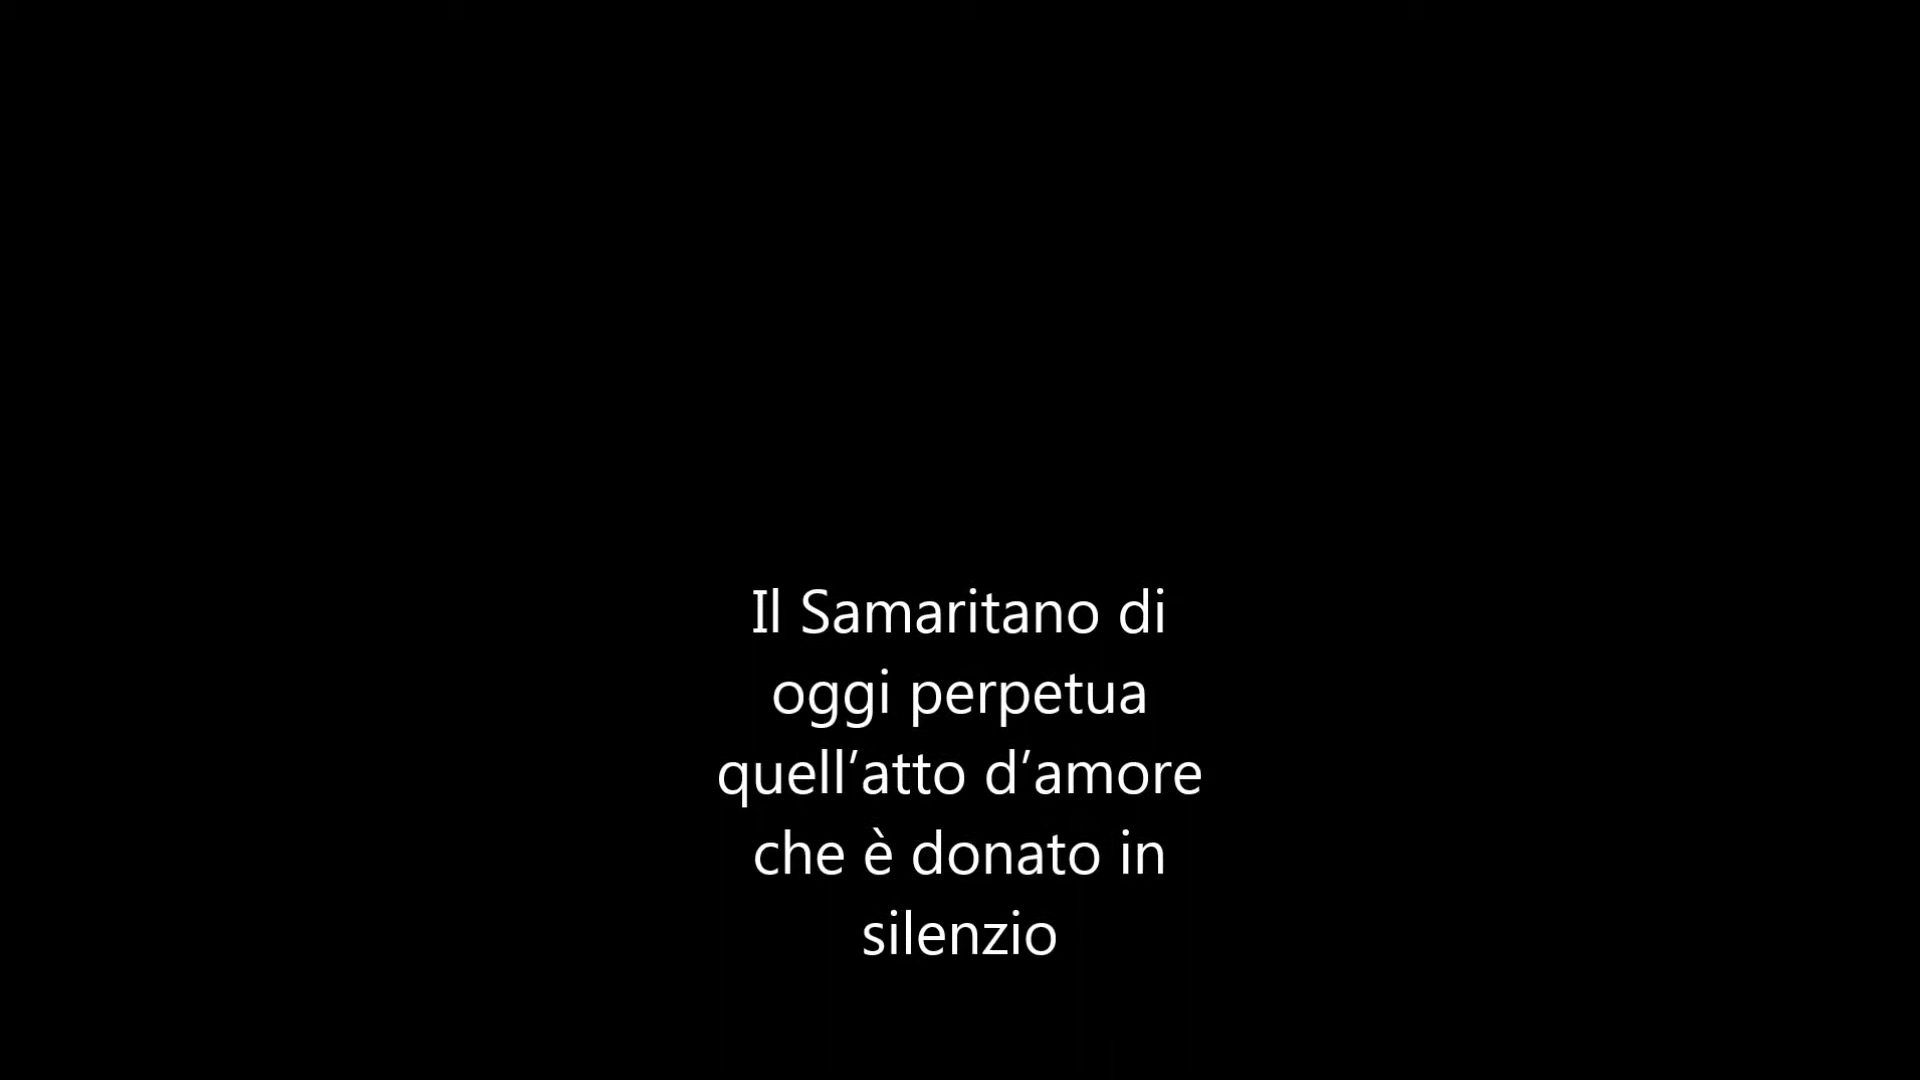 Il Samaritano di
oggi perpetua
quell’atto d’amore
che è donato in
silenzio